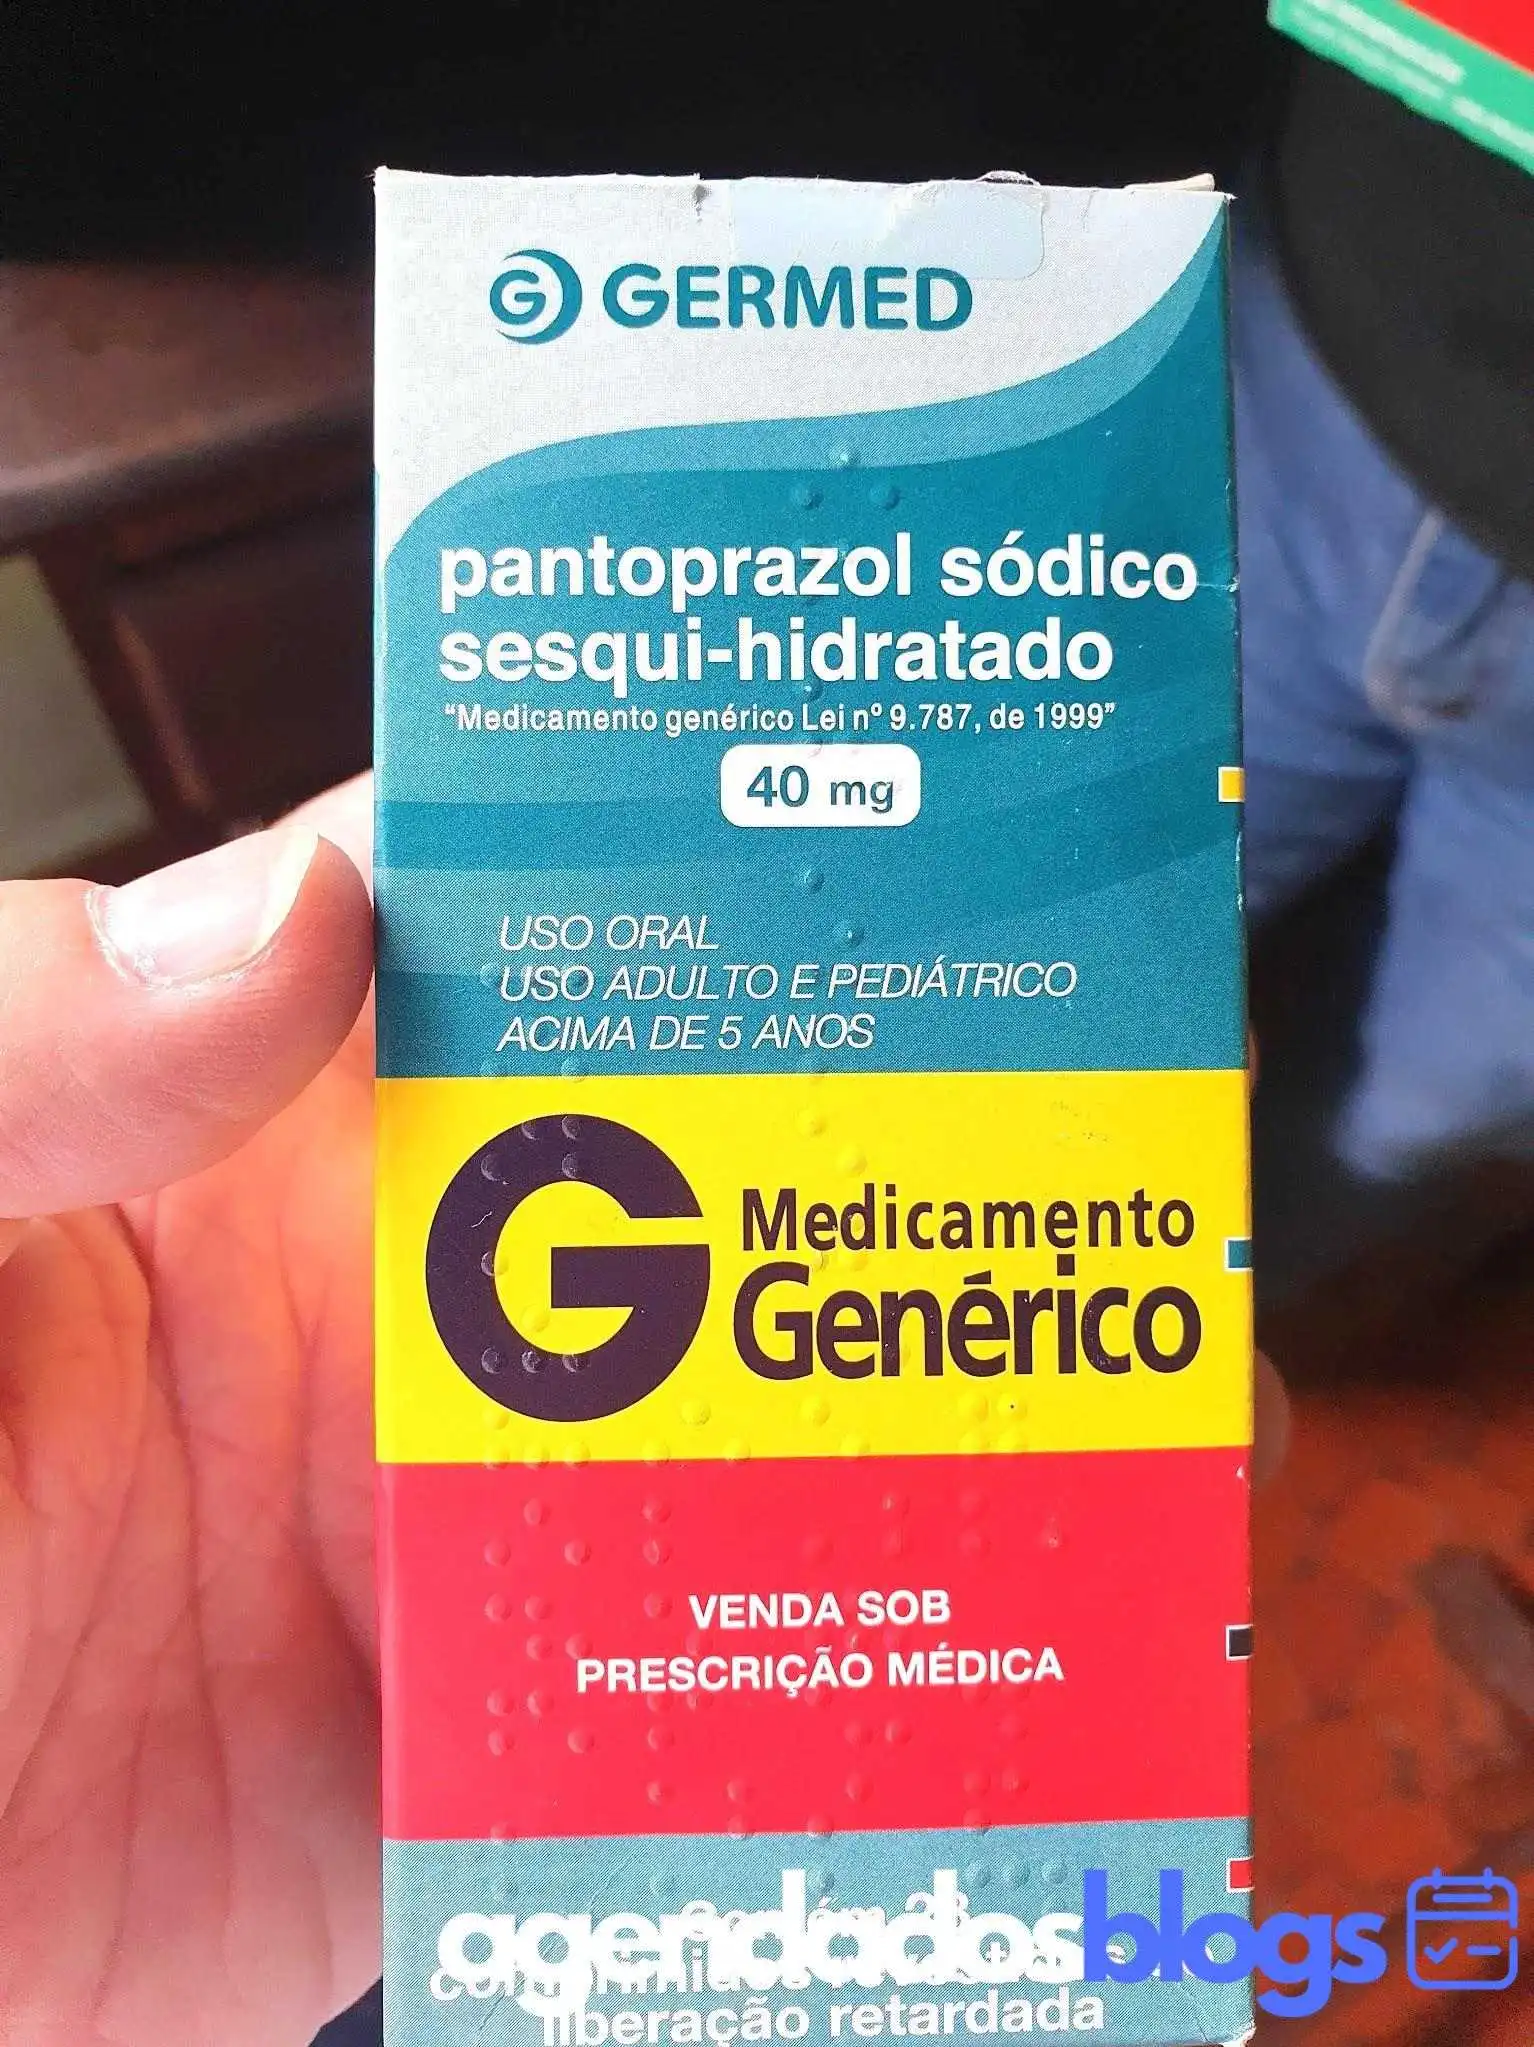 GERMED
pantoprazol sódico
sesqui-hidratado
"Medicamento genérico Lei nº 9.787, de 1999"
40 mg
USO ORAL
USO ADULTO E PEDIÁTRICO
ACIMA DE 5 ANOS
G Medicamento
Genérico
VENDA SOB
PRESCRIÇÃO MÉDICA
agendadosblogs
liberação retardada